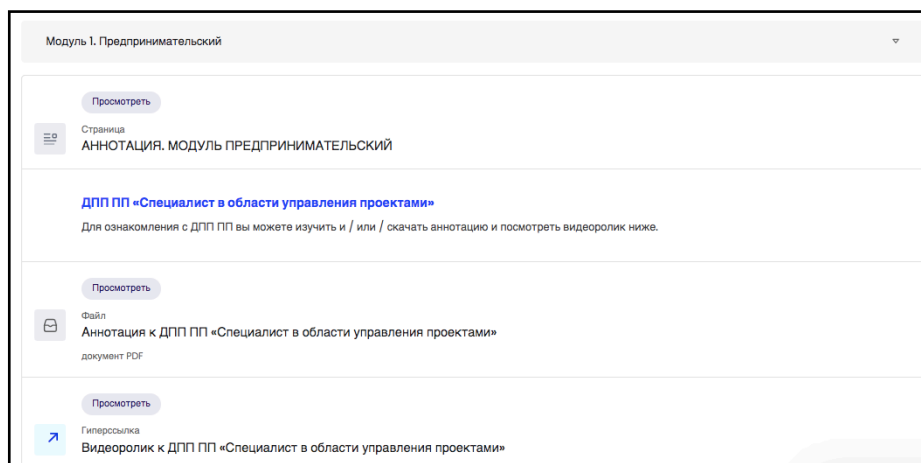 Модуль 1. Предпринимательский
Просмотреть
Страница
АННОТАЦИЯ. МОДУЛЬ ПРЕДПРИНИМАТЕЛЬСКИЙ
ДПП ПП «Специалист в области управления проектами»
Для ознакомления с ДПП ПП вы можете изучить и / или / скачать аннотацию и посмотреть видеоролик ниже.
Просмотреть
Файл
Аннотация к ДПП ПП «Специалист в области управления проектами»
документ PDF
Просмотреть
Гиперссылка
Видеоролик к ДПП ПП «Специалист в области управления проектами»